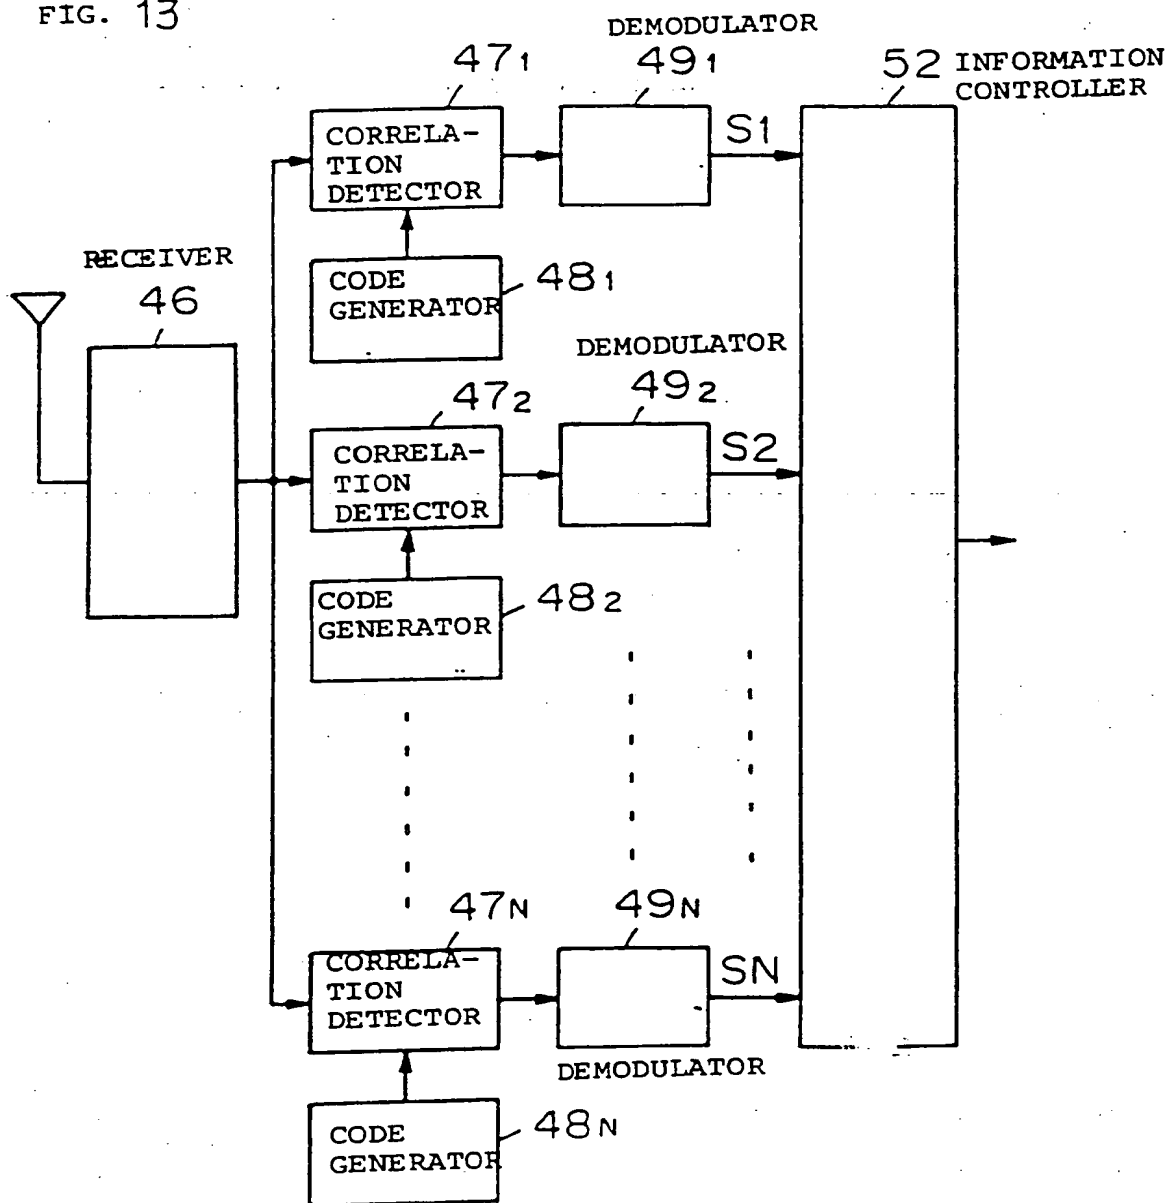 FIG. 13
DEMODULATOR
47₁
49₁
52 INFORMATION
CONTROLLER
CORRELA-
TION
DETECTOR
S1
RECEIVER
46
CODE
GENERATOR
48₁
DEMODULATOR
47₂
49₂
CORRELA-
TION
DETECTOR
S2
CODE
GENERATOR
48₂
47N
49N
CORRELA-
TION
DETECTOR
SN
DEMODULATOR
CODE
GENERATOR
48N